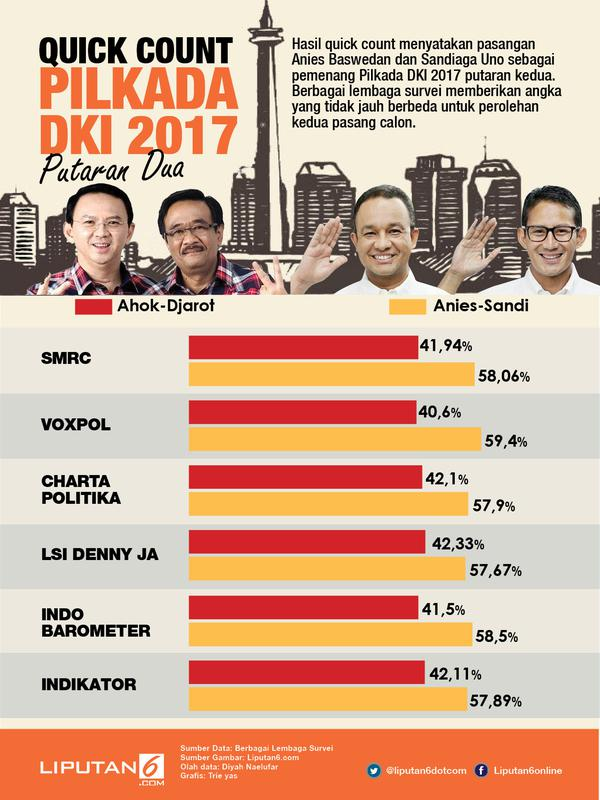 QUICK COUNT
PILKADA
DKI 2017
Putaran Dua
Hasil quick count menyatakan pasangan
Anies Baswedan dan Sandiaga Uno sebagai
pemenang Pilkada DKI 2017 putaran kedua.
Berbagai lembaga survei memberikan angka
yang tidak jauh berbeda untuk perolehan
kedua pasang calon.
Ahok-Djarot
Anies-Sandi
SMRC
41,94%
58,06%
VOXPOL
40,6%
59,4%
CHARTA
POLITIKA
42,1%
57,9%
LSI DENNY JA
42,33%
57,67%
INDO
BAROMETER
41,5%
58,5%
INDIKATOR
42,11%
57,89%
LIPUTAN6
.COM
Sumber Data: Berbagai Lembaga Survei
Sumber Gambar: Liputan6.com
Olah data: Diyah Naelufar
Grafis: Trie yas
@liputan6dotcom
Liputan6online